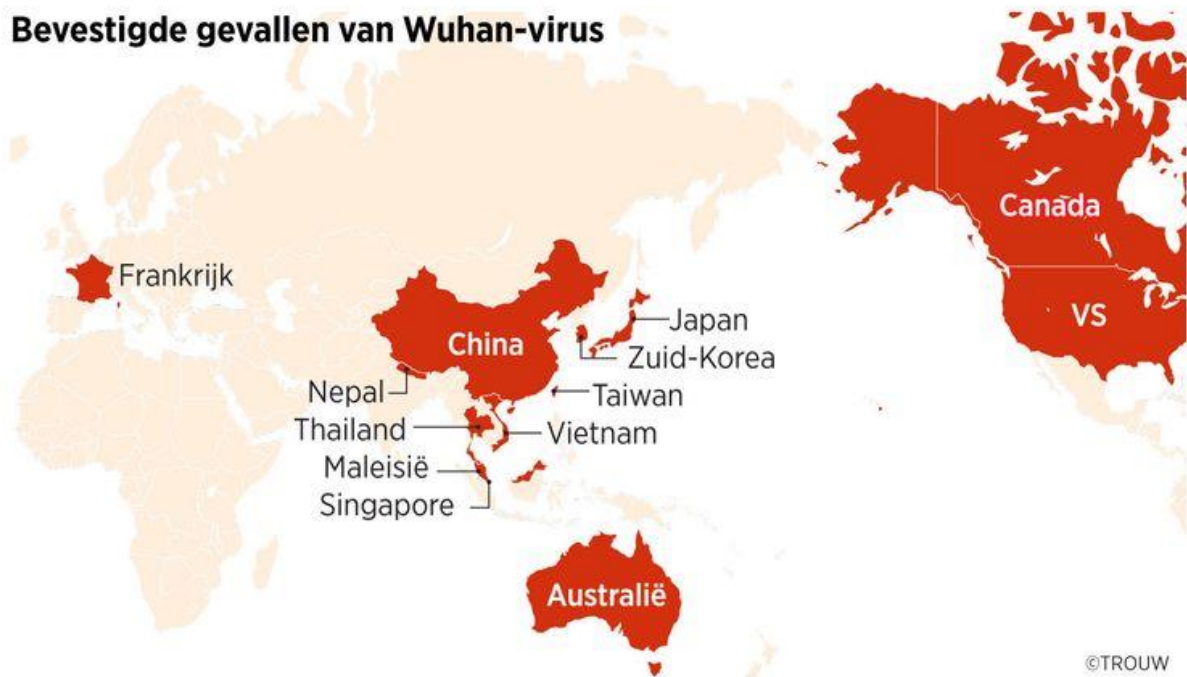 Bevestigde gevallen van Wuhan-virus
Canada
Frankrijk
VS
Japan
China
Zuid-Korea
Nepal
Taiwan
Thailand
Vietnam
Maleisië
Singapore
Australië
©TROUW